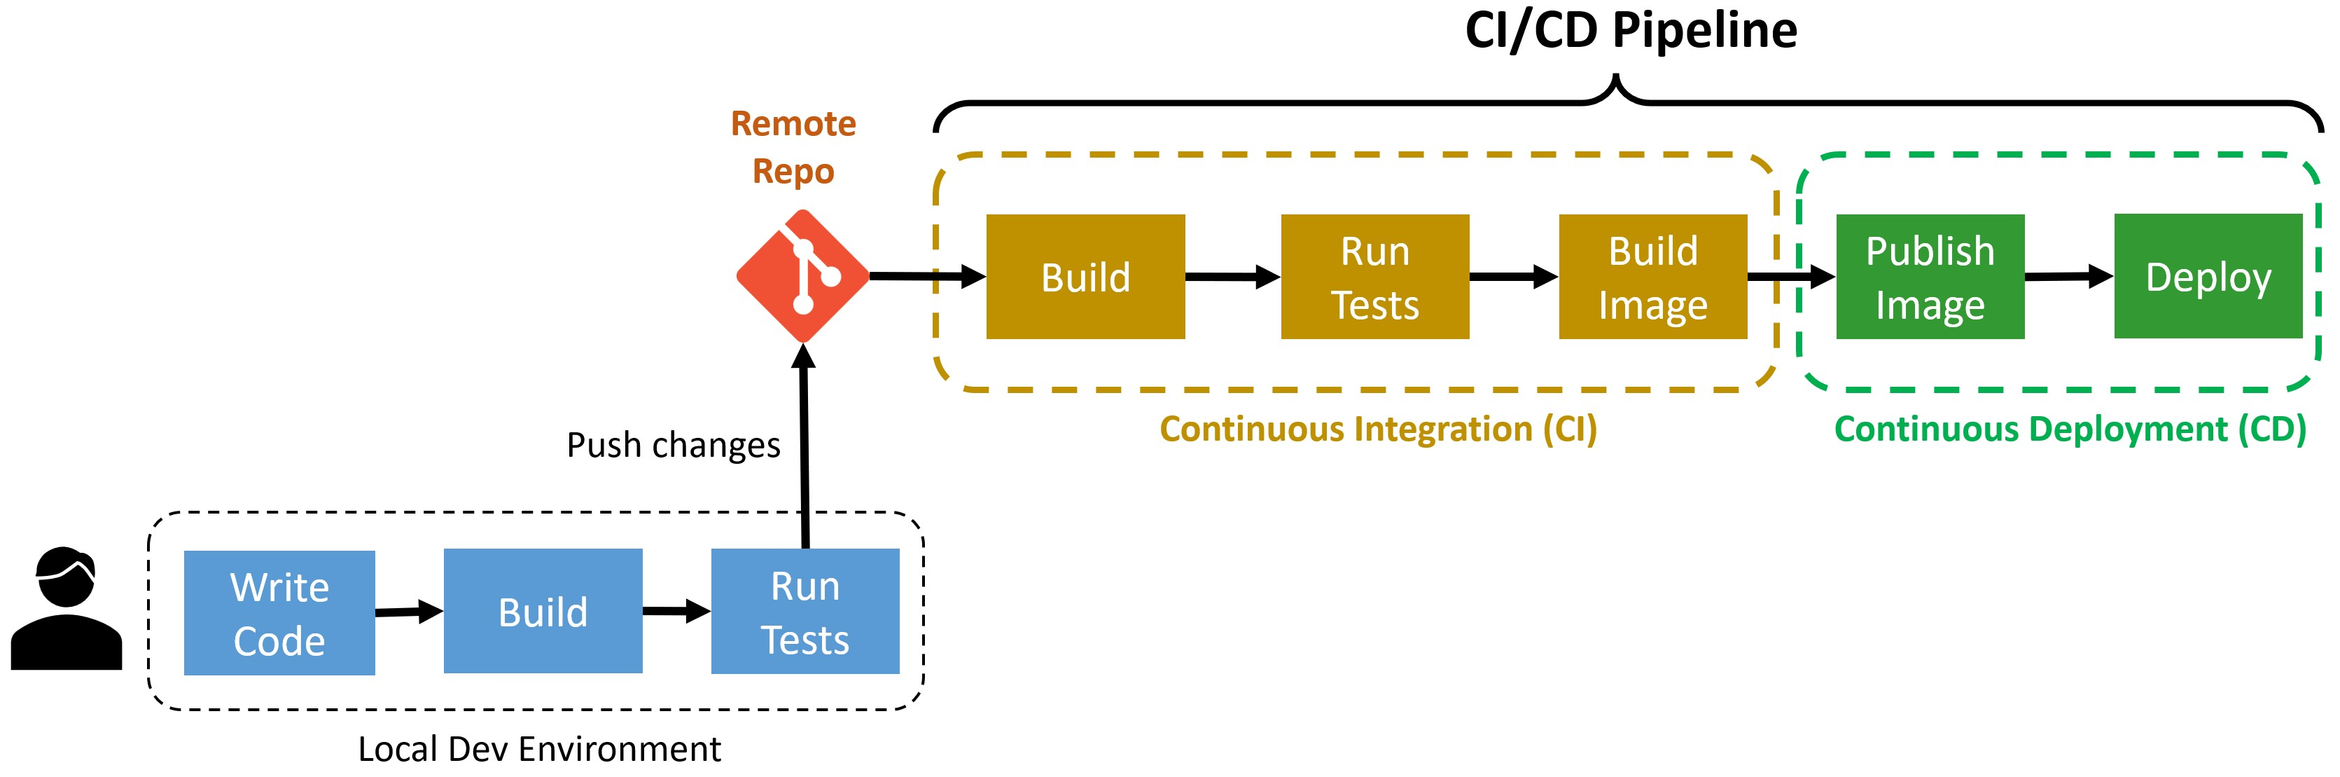 CI/CD Pipeline
Remote
Repo
Build
Run
Tests
Build
Image
Publish
Image
Deploy
Continuous Integration (CI)
Continuous Deployment (CD)
Push changes
Write
Code
Build
Run
Tests
Local Dev Environment